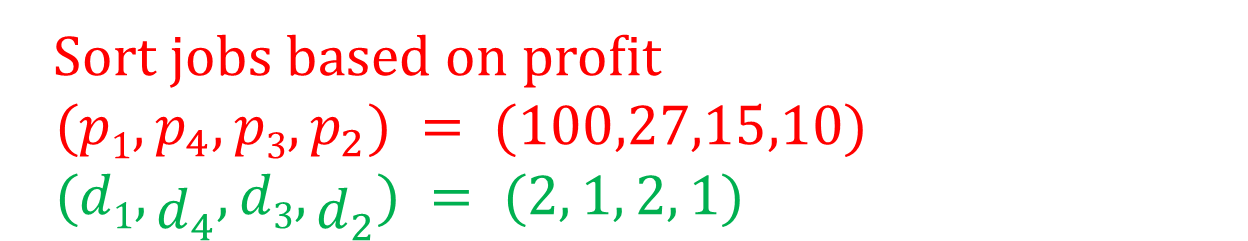 Sort jobs based on profit
(p₁, p₄, p₃, p₂) = (100,27,15,10)
(d₁, d₄, d₃, d₂) = (2, 1, 2, 1)